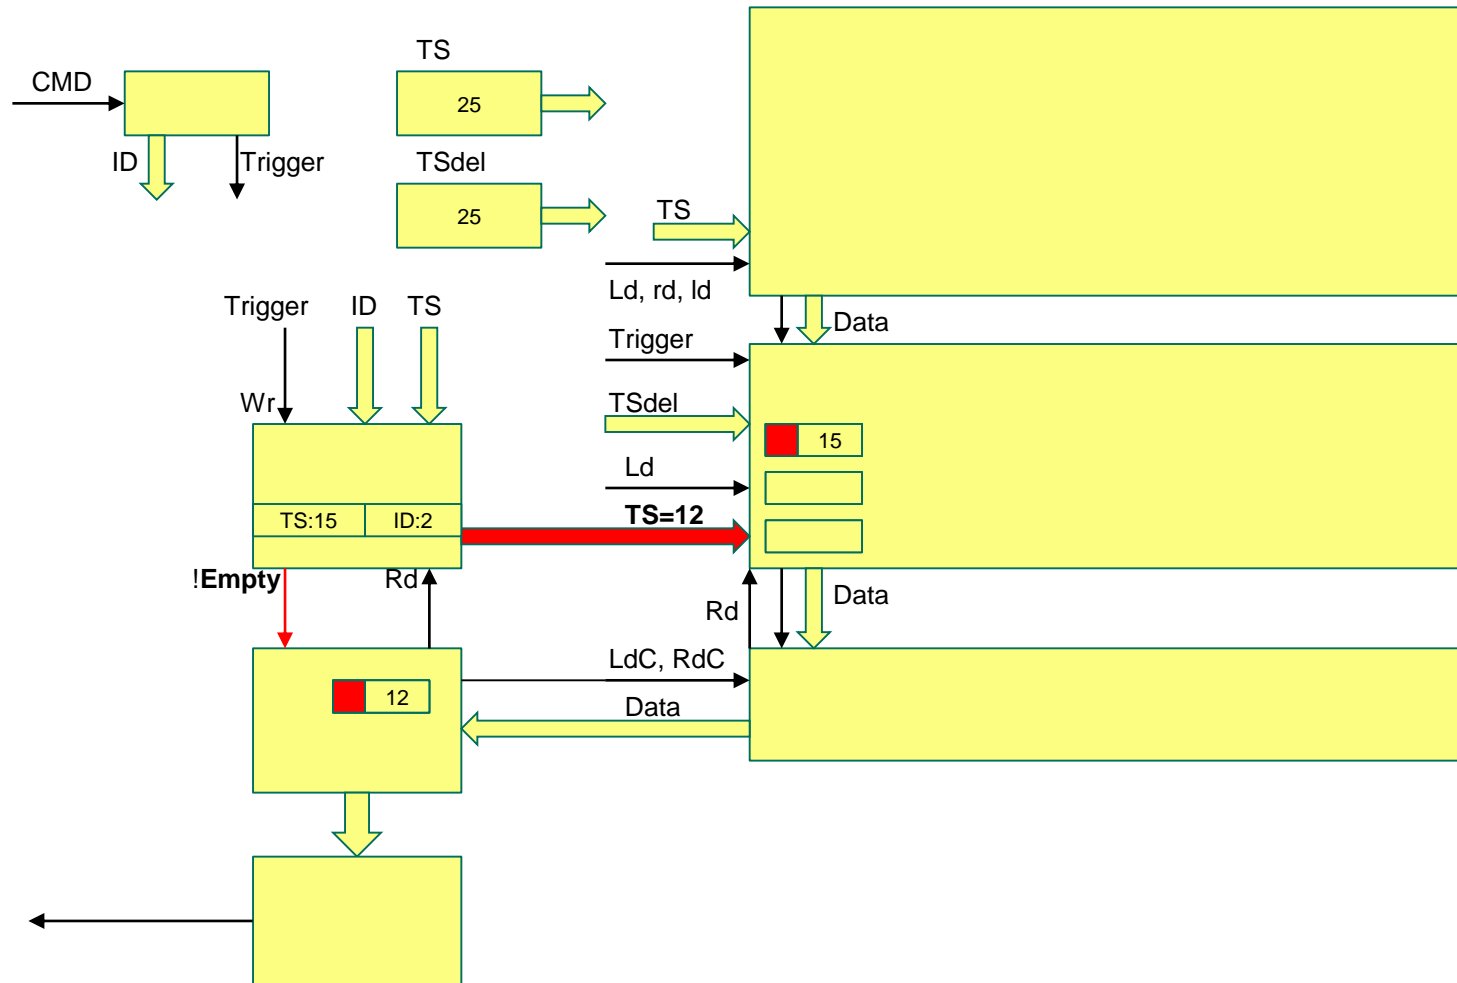 TS
CMD
25
ID
Trigger
TSdel
25
TS
Ld, rd, ld
Trigger
ID
TS
Data
Trigger
Wr
TSdel
15
Ld
TS:15
ID:2
TS=12
!Empty
Rd
Rd
Data
LdC, RdC
12
Data